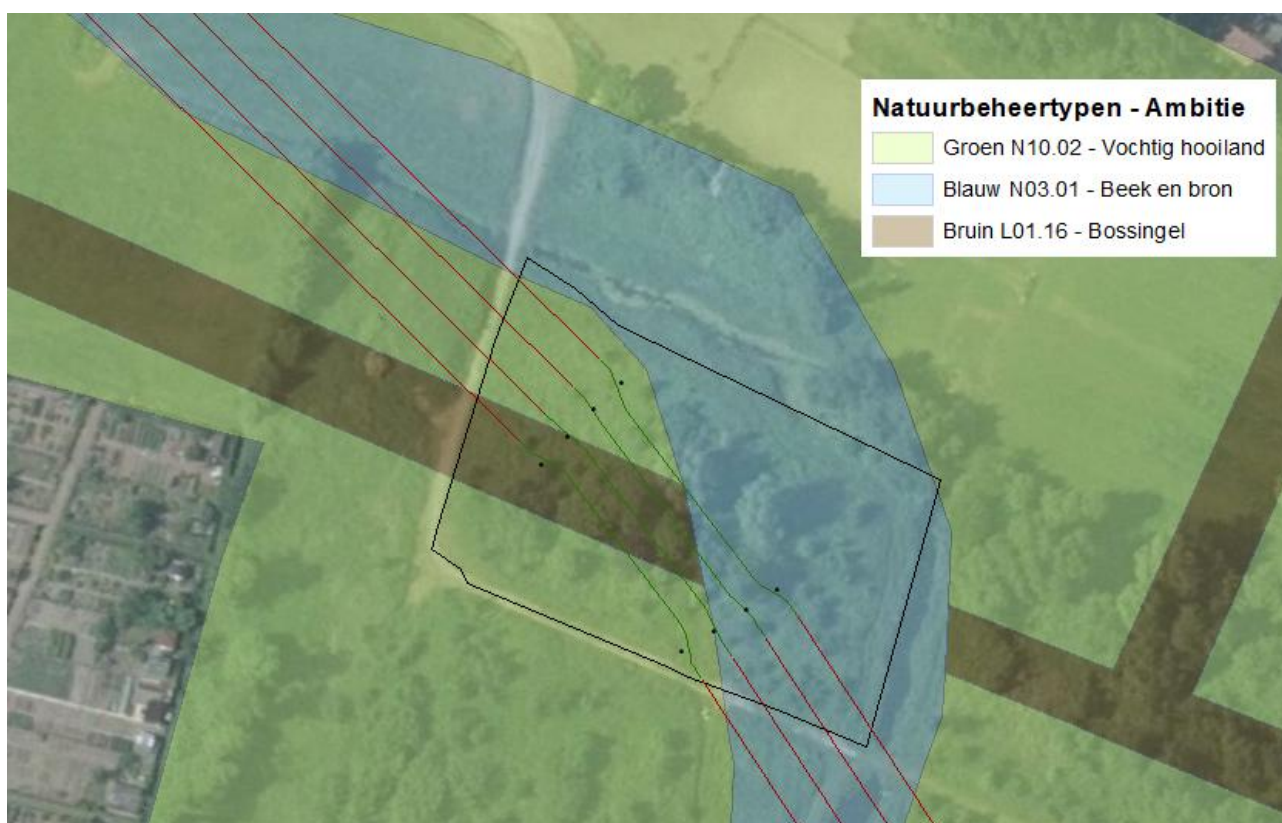 Natuurbeheertypen - Ambitie
Groen N10.02 - Vochtig hooiland
Blauw N03.01 - Beek en bron
Bruin L01.16 - Bossingel